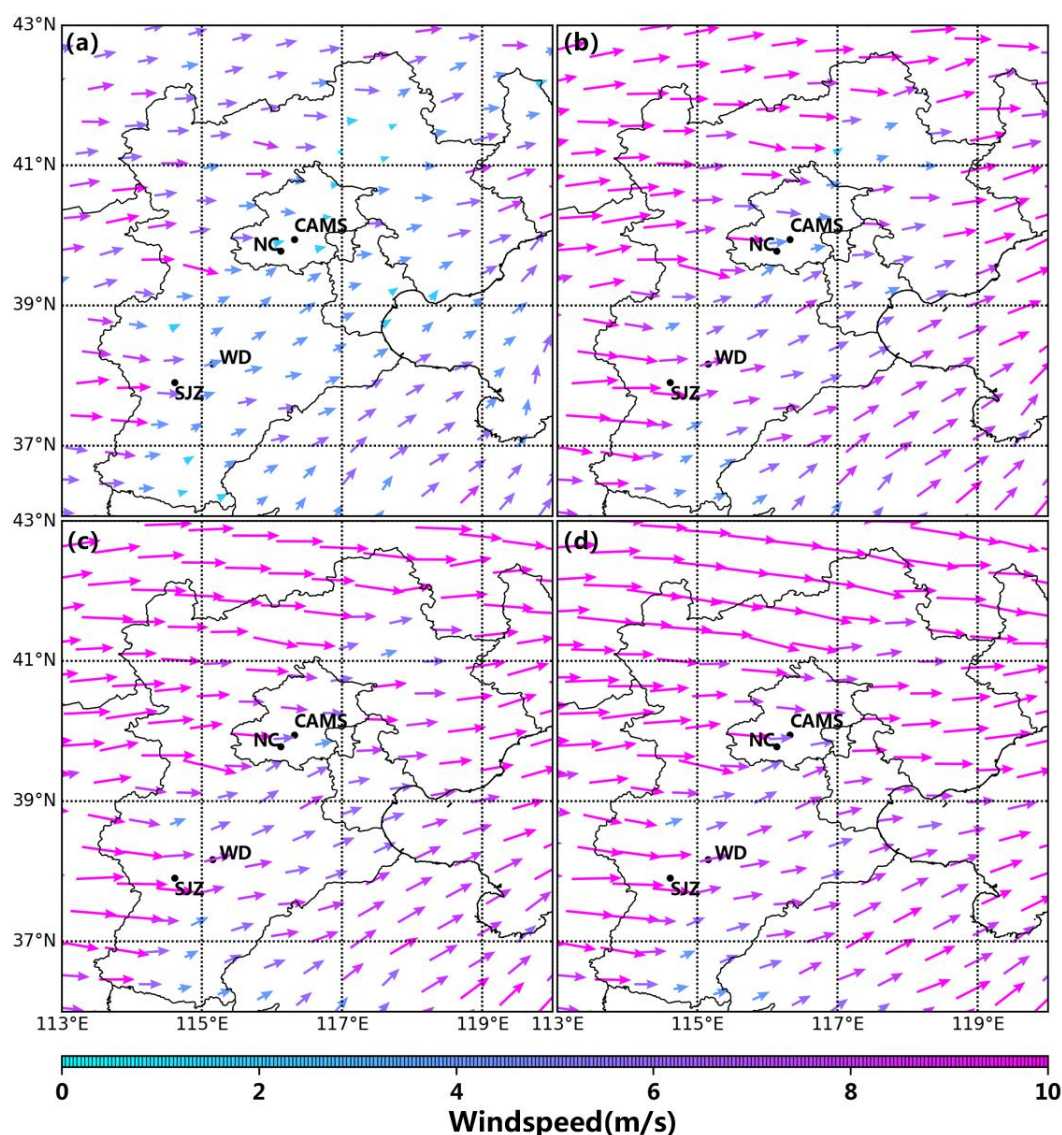 43°N
(a)
(b)
41°N
CAMS
NC
CAMS
NC
39°N
WD
SJZ
WD
SJZ
37°N
43°N
(c)
(d)
41°N
CAMS
NC
CAMS
NC
39°N
WD
SJZ
WD
SJZ
37°N
113°E 115°E 117°E 119°E 113°E 115°E 117°E 119°E
0 2 4 6 8 10
Windspeed(m/s)